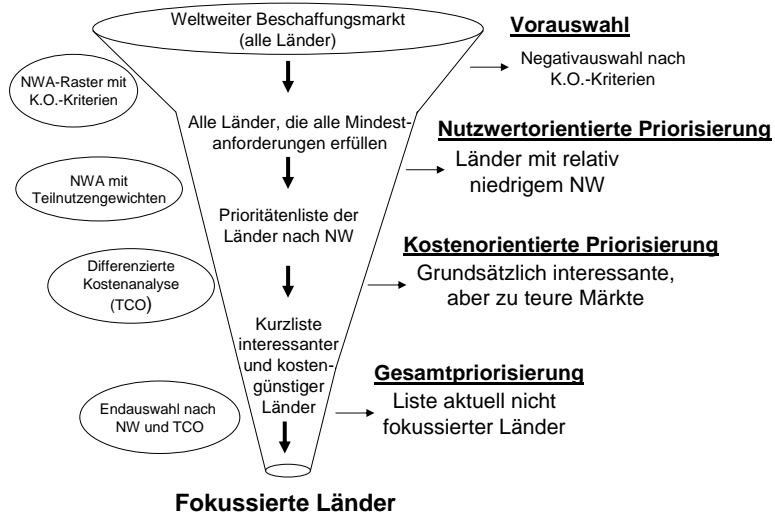 Weltweiter Beschaffungsmarkt
(alle Länder)
Vorauswahl
Negativauswahl nach
K.O.-Kriterien
NWA-Raster mit
K.O.-Kriterien
Alle Länder, die alle Mindest-
anforderungen erfüllen
Nutzwertorientierte Priorisierung
Länder mit relativ
niedrigem NW
NWA mit
Teilnutzengewichten
Prioritätenliste der
Länder nach NW
Kostenorientierte Priorisierung
Grundsätzlich interessante,
aber zu teure Märkte
Differenzierte
Kostenanalyse
(TCO)
Kurzliste
interessanter
und kosten-
günstiger
Länder
Gesamtpriorisierung
Liste aktuell nicht
fokussierter Länder
Endauswahl nach
NW und TCO
Fokussierte Länder